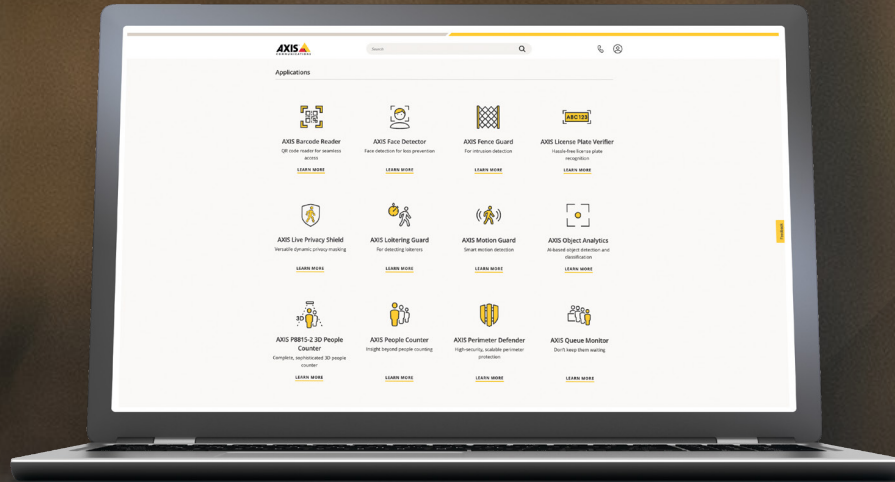 AXIS
COMMUNICATIONS
Search
Applications
ABC123
AXIS Barcode Reader
QR code reader for seamless
access
LEARN MORE
AXIS Face Detector
Face detection for loss prevention
LEARN MORE
AXIS Fence Guard
For intrusion detection
LEARN MORE
AXIS License Plate Verifier
Hassle-free license plate
recognition
LEARN MORE
AXIS Live Privacy Shield
Versatile dynamic privacy masking
LEARN MORE
AXIS Loitering Guard
For detecting loiterers
LEARN MORE
AXIS Motion Guard
Smart motion detection
LEARN MORE
AXIS Object Analytics
AI-based object detection and
classification
LEARN MORE
Feedback
3D
AXIS P8815-2 3D People
Counter
Complete, sophisticated 3D people
counter
LEARN MORE
AXIS People Counter
Insight beyond people counting
LEARN MORE
AXIS Perimeter Defender
High-security, scalable perimeter
protection
LEARN MORE
AXIS Queue Monitor
Don't keep them waiting
LEARN MORE